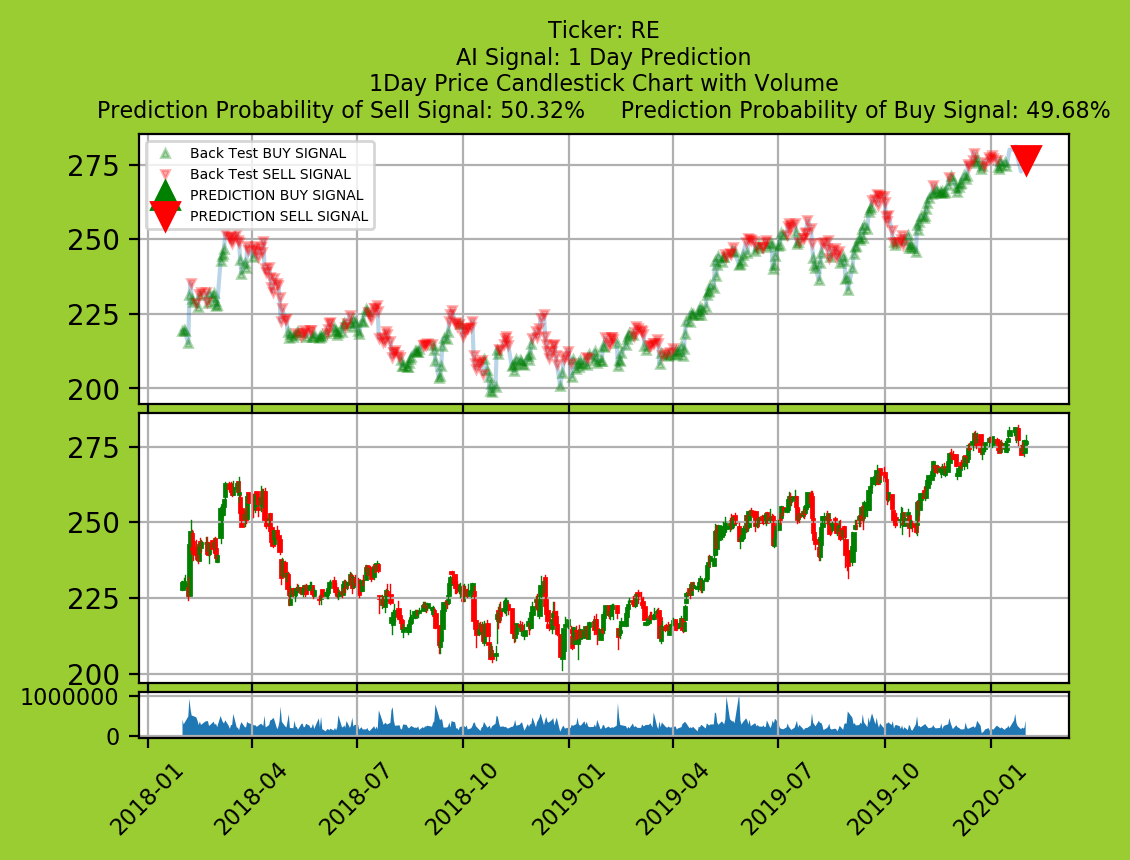 Ticker: RE
AI Signal: 1 Day Prediction
1Day Price Candlestick Chart with Volume
Prediction Probability of Sell Signal: 50.32%     Prediction Probability of Buy Signal: 49.68%
Back Test BUY SIGNAL
Back Test SELL SIGNAL
PREDICTION BUY SIGNAL
PREDICTION SELL SIGNAL
275
250
225
200
275
250
225
200
1000000
0
2018-01 2018-04 2018-07 2018-10 2019-01 2019-04 2019-07 2019-10 2020-01